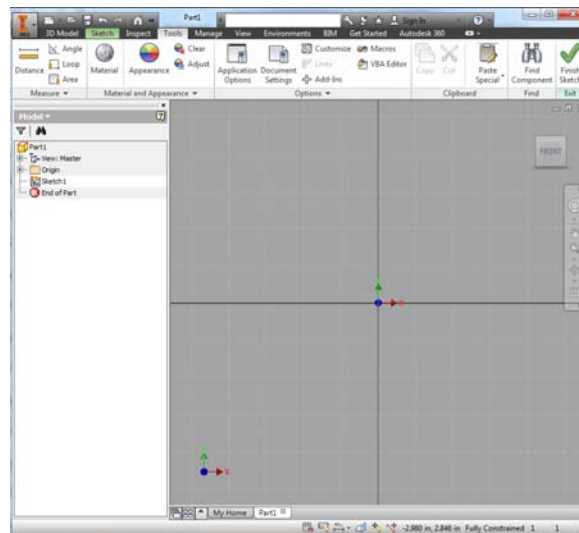 Part1
Sign In
3D Model Sketch Inspect Tools Manage View Environments BIM Get Started Autodesk 360
Angle
Loop
Area
Distance
Material
Appearance
Clear
Adjust
Application Options
Document Settings
Customize
Links
Add-Ins
Macros
VBA Editor
Copy
Cut
Paste Special
Find Component
Finish Sketch
Measure
Material and Appearance
Options
Clipboard
Find
Exit
Model
Part1
View: Master
Origin
Sketch1
End of Part
FRONT
X
My Home
Part1
-2.980 in, 2.846 in Fully Constrained 1 1